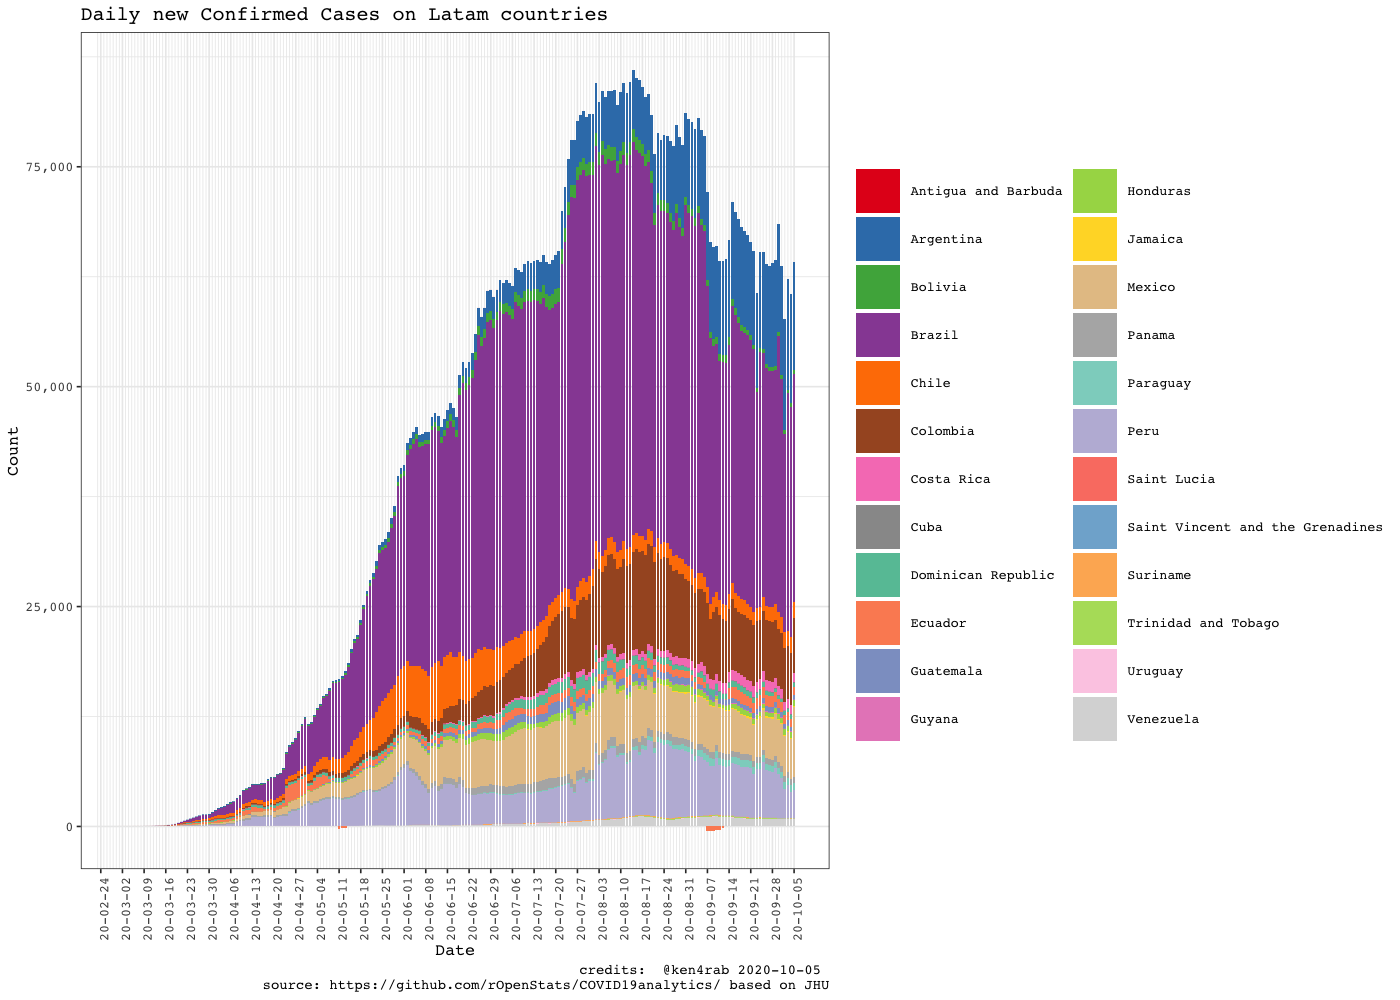 Daily new Confirmed Cases on Latam countries
Count
75,000
50,000
25,000
0
20-02-24
20-03-02
20-03-09
20-03-16
20-03-23
20-03-30
20-04-06
20-04-13
20-04-20
20-04-27
20-05-04
20-05-11
20-05-18
20-05-25
20-06-01
20-06-08
20-06-15
20-06-22
20-06-29
20-07-06
20-07-13
20-07-20
20-07-27
20-08-03
20-08-10
20-08-17
20-08-24
20-08-31
20-09-07
20-09-14
20-09-21
20-09-28
20-10-05
Date
Antigua and Barbuda
Argentina
Bolivia
Brazil
Chile
Colombia
Costa Rica
Cuba
Dominican Republic
Ecuador
Guatemala
Guyana
Honduras
Jamaica
Mexico
Panama
Paraguay
Peru
Saint Lucia
Saint Vincent and the Grenadines
Suriname
Trinidad and Tobago
Uruguay
Venezuela
credits:  @ken4rab 2020-10-05
source: https://github.com/rOpenStats/COVID19analytics/ based on JHU